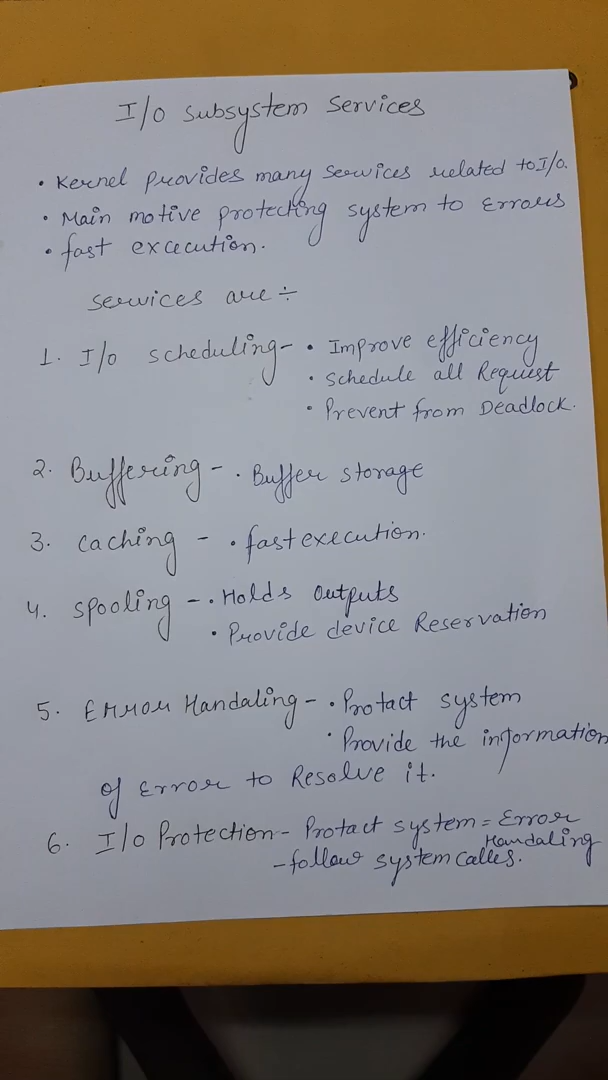 I/O Subsystem Services
• Kernel provides many services related to I/O.
• Main motive protecting system to Errors
• fast excecution.
Services are ÷
1. I/O scheduling - • Improve efficiency
• Schedule all Request
• Prevent from Deadlock.
2. Buffering - • Buffer storage
3. Caching - • fast execution.
4. Spooling - • Holds Outputs
• Provide device Reservation
5. Error Handaling - • Protact system
• Provide the information
of Error to Resolve it.
6. I/O Protection - Protact system = Error
Handaling
- follow system calles.